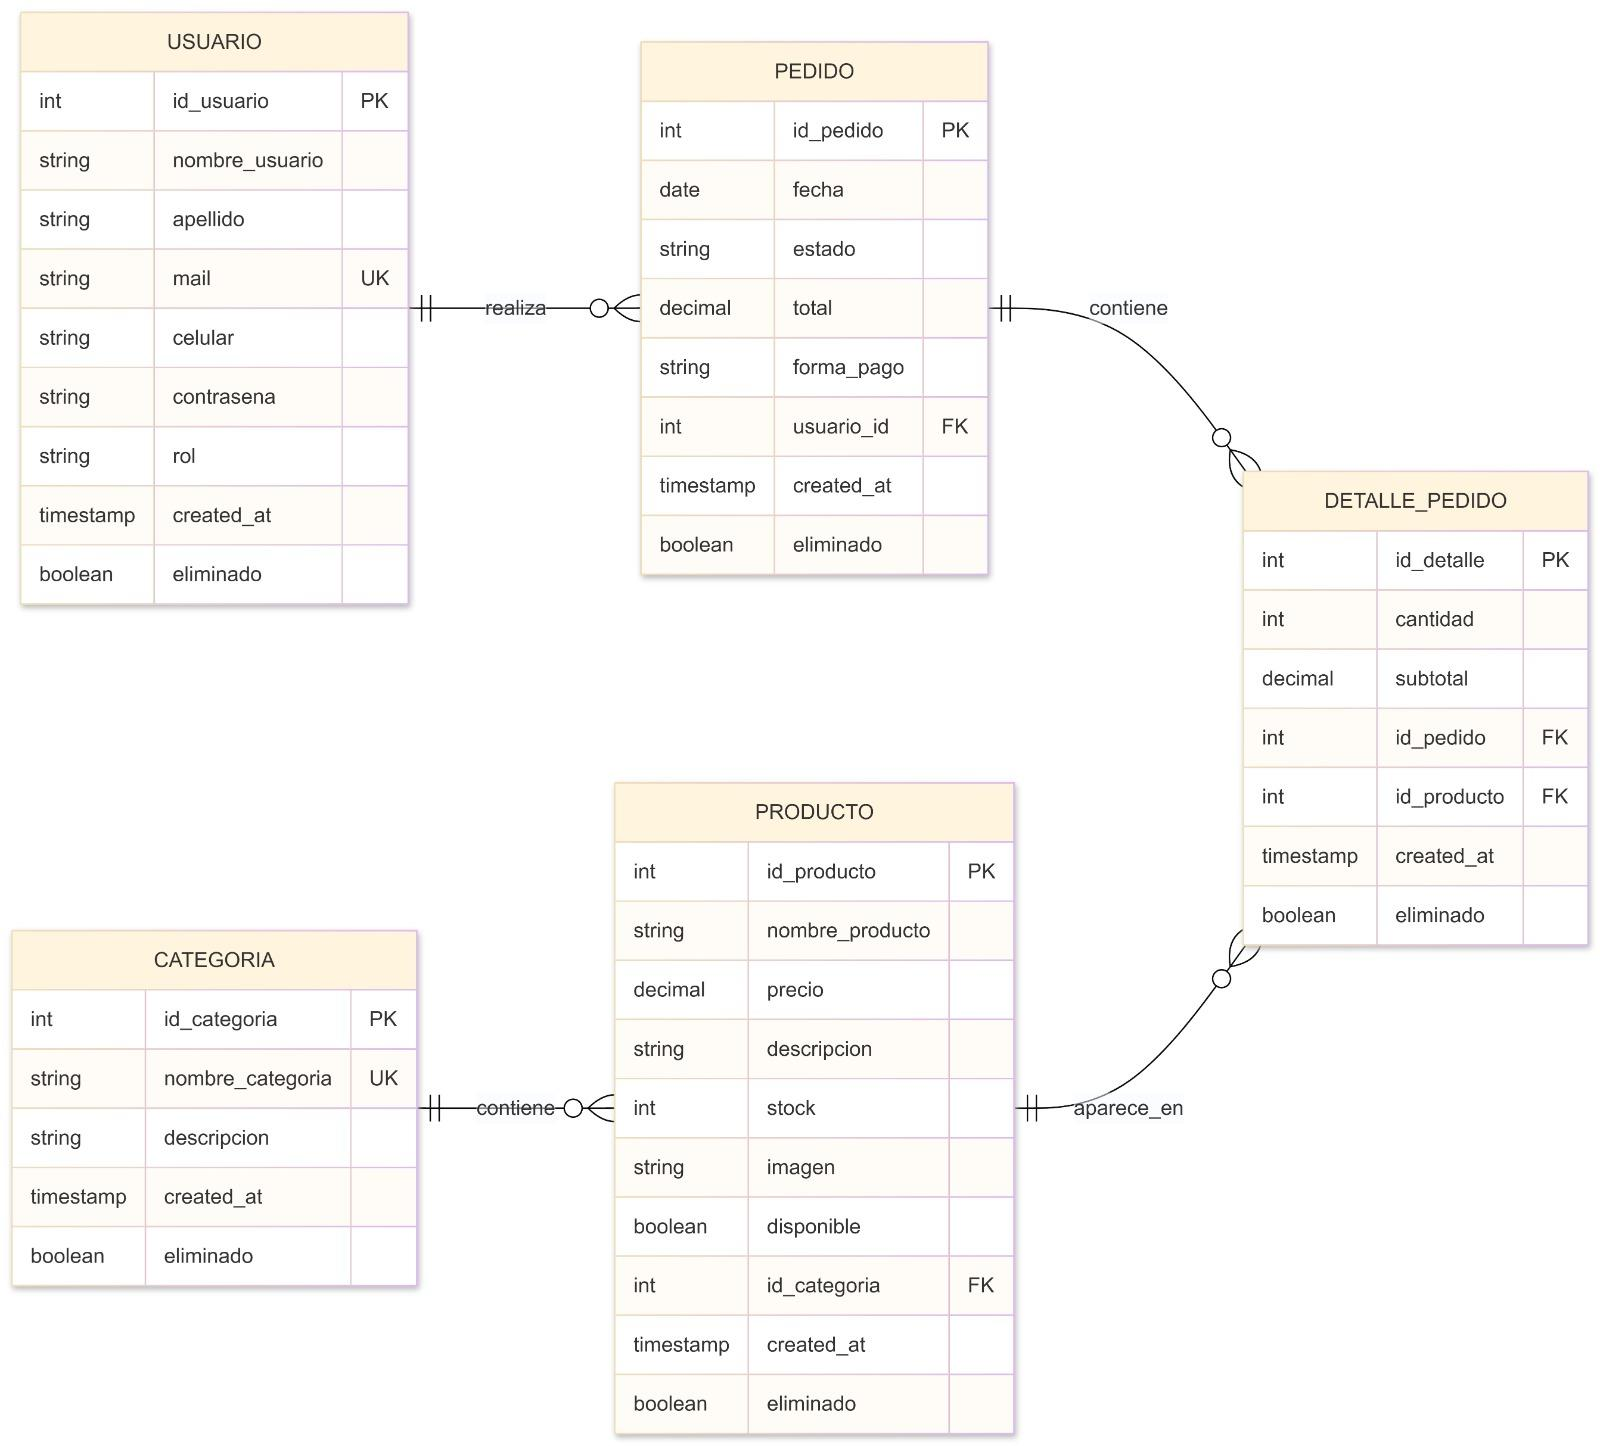 USUARIO
int id_usuario PK
string nombre_usuario
string apellido
string mail UK
string celular
string contrasena
string rol
timestamp created_at
boolean eliminado
realiza
PEDIDO
int id_pedido PK
date fecha
string estado
decimal total
string forma_pago
int usuario_id FK
timestamp created_at
boolean eliminado
contiene
DETALLE_PEDIDO
int id_detalle PK
int cantidad
decimal subtotal
int id_pedido FK
int id_producto FK
timestamp created_at
boolean eliminado
CATEGORIA
int id_categoria PK
string nombre_categoria UK
string descripcion
timestamp created_at
boolean eliminado
contiene
PRODUCTO
int id_producto PK
string nombre_producto
decimal precio
string descripcion
int stock
string imagen
boolean disponible
int id_categoria FK
timestamp created_at
boolean eliminado
aparece_en